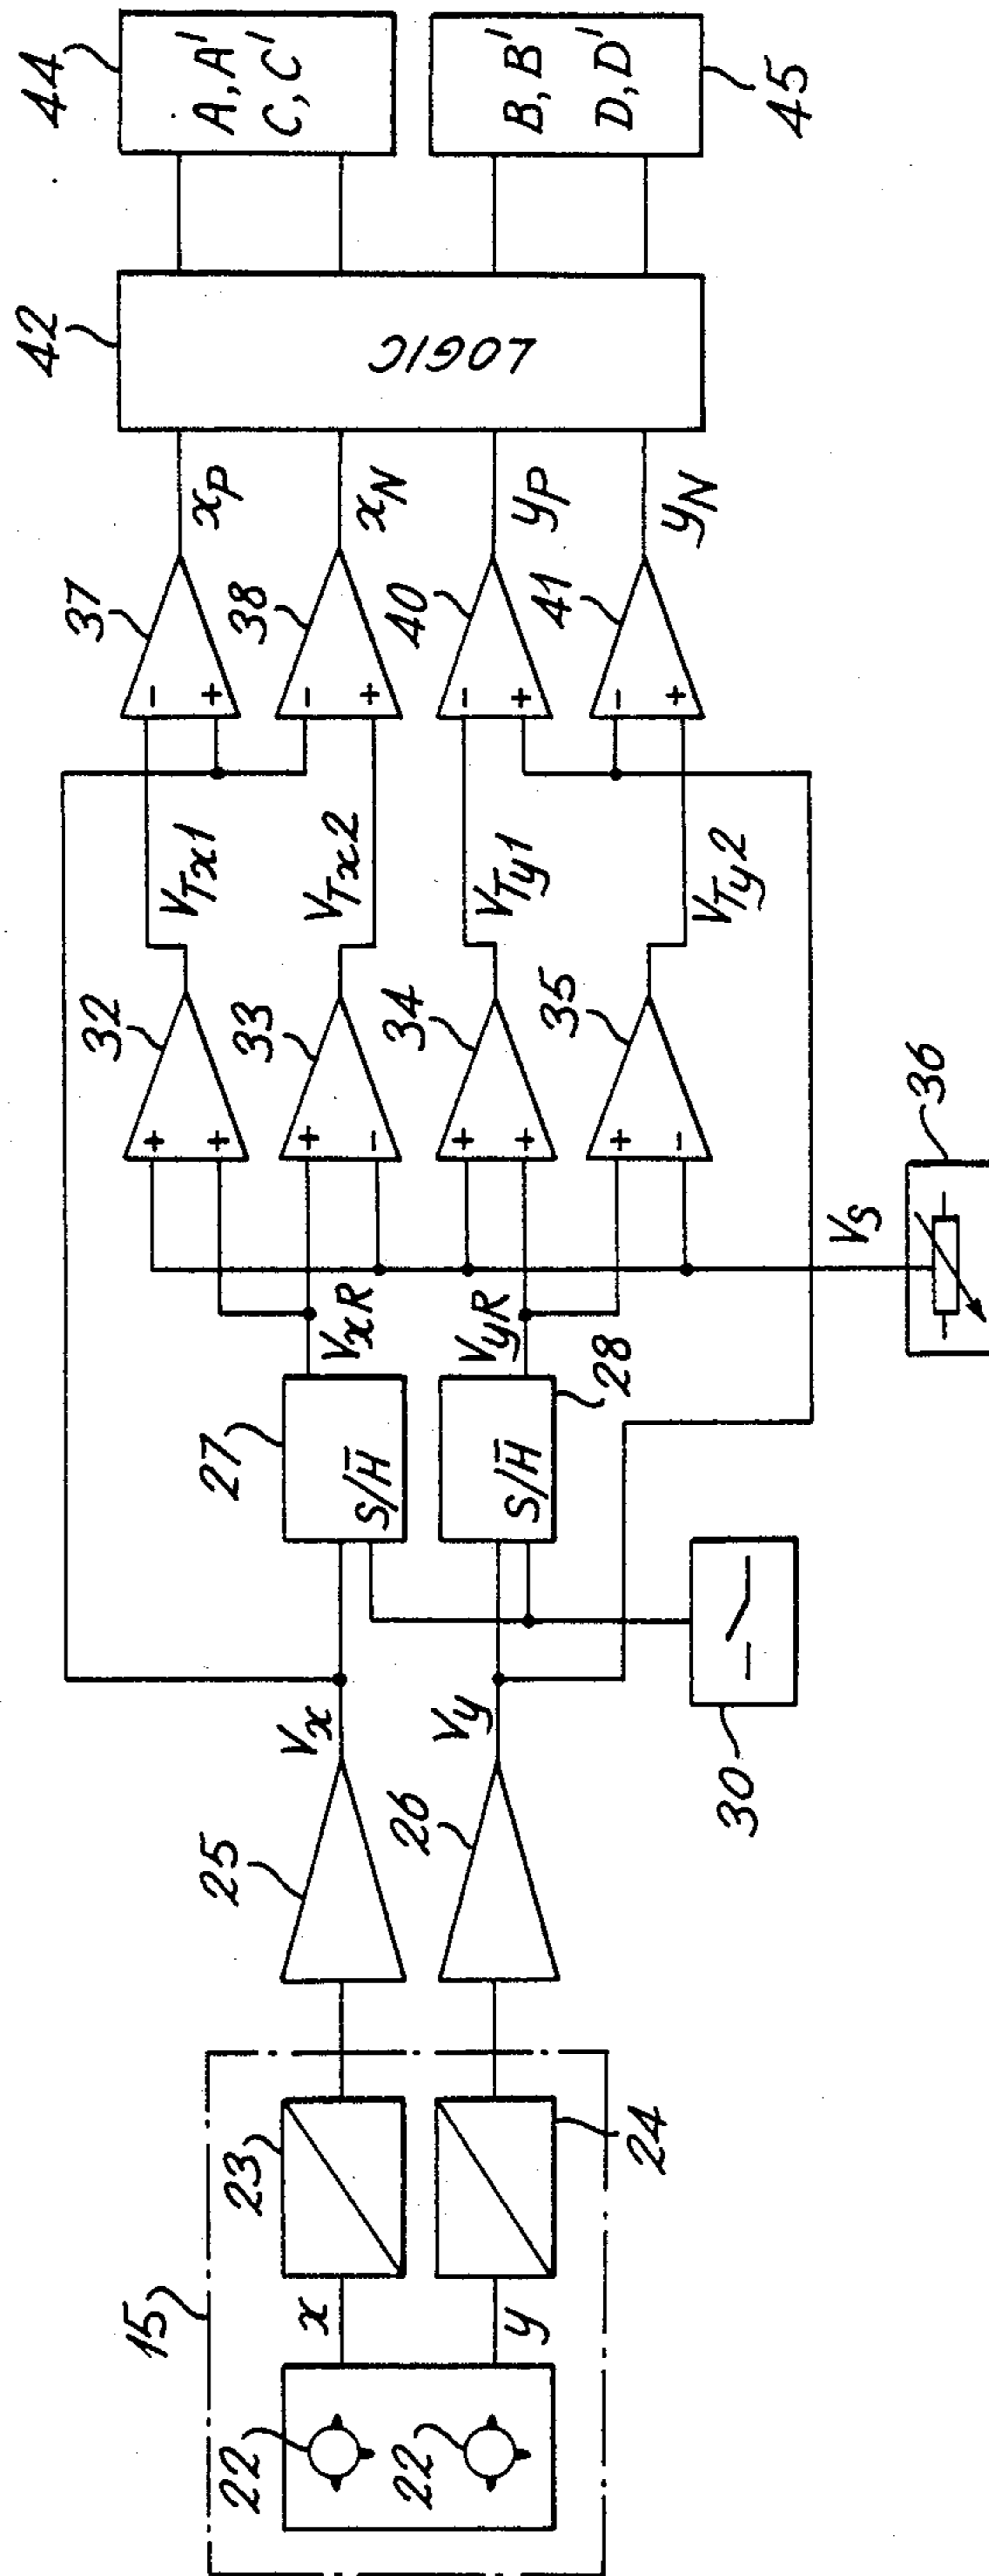 15
22
22
x
y
23
24
25
26
Vx
Vy
30
27
S/H̅
S/H̅
28
VxR
VyR
VS
36
32
+
+
33
+
-
34
+
+
35
+
-
VTx1
VTx2
VTy1
VTy2
37
-
+
38
-
+
40
-
+
41
-
+
xP
xN
yP
yN
42
LOGIC
44
A, A'
C, C'
B, B'
D, D'
45